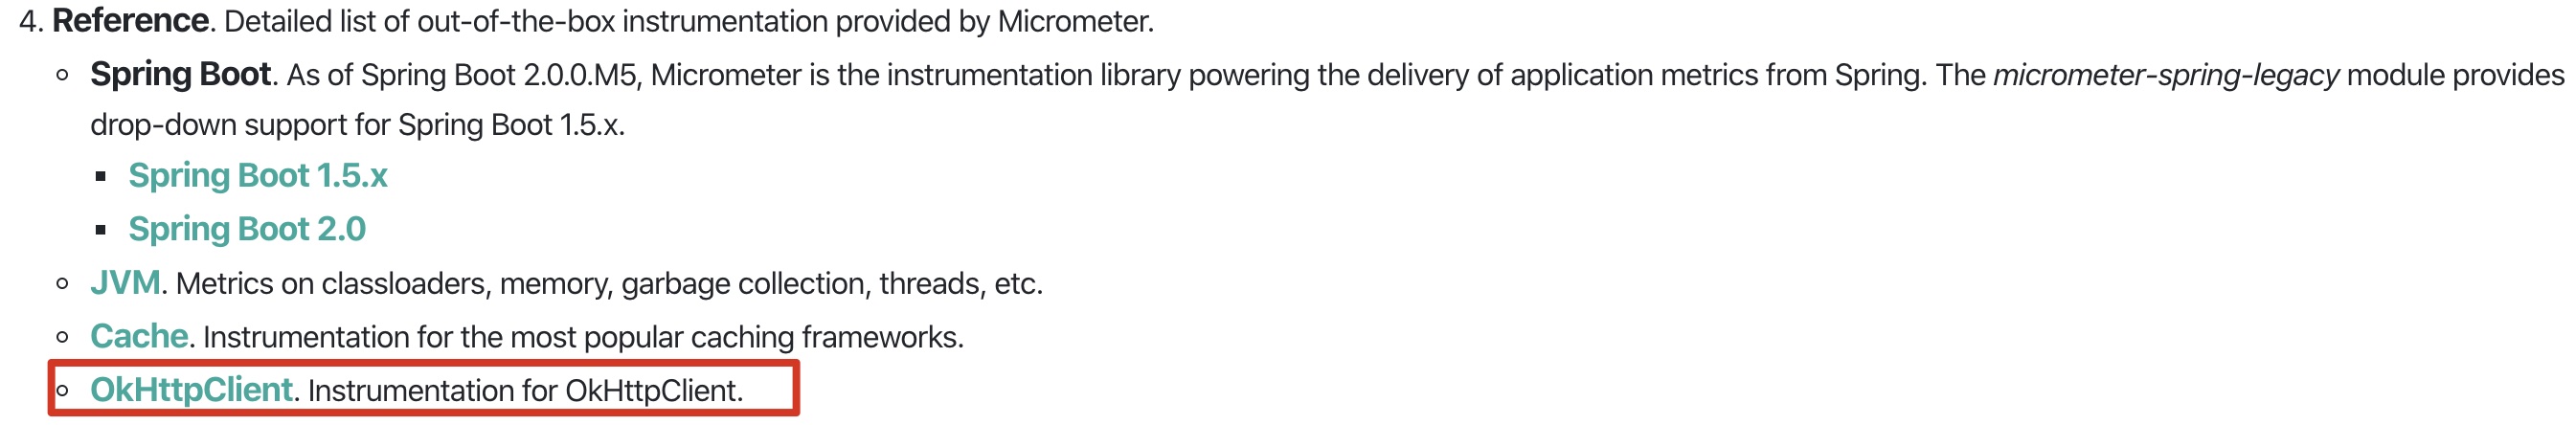 4. Reference. Detailed list of out-of-the-box instrumentation provided by Micrometer.
Spring Boot. As of Spring Boot 2.0.0.M5, Micrometer is the instrumentation library powering the delivery of application metrics from Spring. The micrometer-spring-legacy module provides
drop-down support for Spring Boot 1.5.x.
Spring Boot 1.5.x
Spring Boot 2.0
JVM. Metrics on classloaders, memory, garbage collection, threads, etc.
Cache. Instrumentation for the most popular caching frameworks.
OkHttpClient. Instrumentation for OkHttpClient.